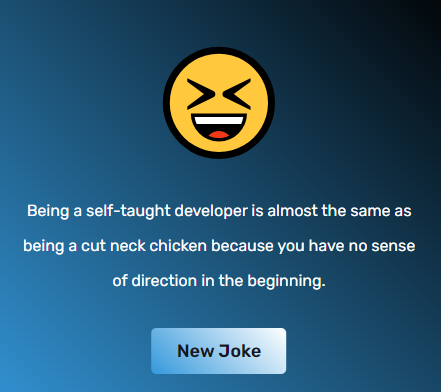 Being a self-taught developer is almost the same as
being a cut neck chicken because you have no sense
of direction in the beginning.
New Joke